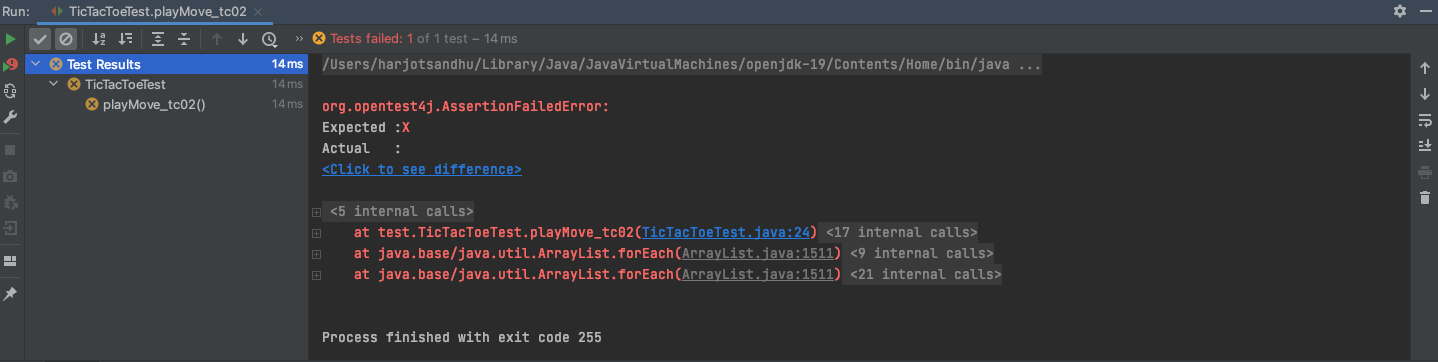 Run: TicTacToeTest.playMove_tc02
Tests failed: 1 of 1 test – 14 ms
Test Results 14 ms
TicTacToeTest 14 ms
playMove_tc02() 14 ms
/Users/harjotsandhu/Library/Java/JavaVirtualMachines/openjdk-19/Contents/Home/bin/java ...
org.opentest4j.AssertionFailedError:
Expected :X
Actual   :
<Click to see difference>
<5 internal calls>
at test.TicTacToeTest.playMove_tc02(TicTacToeTest.java:24) <17 internal calls>
at java.base/java.util.ArrayList.forEach(ArrayList.java:1511) <9 internal calls>
at java.base/java.util.ArrayList.forEach(ArrayList.java:1511) <21 internal calls>
Process finished with exit code 255